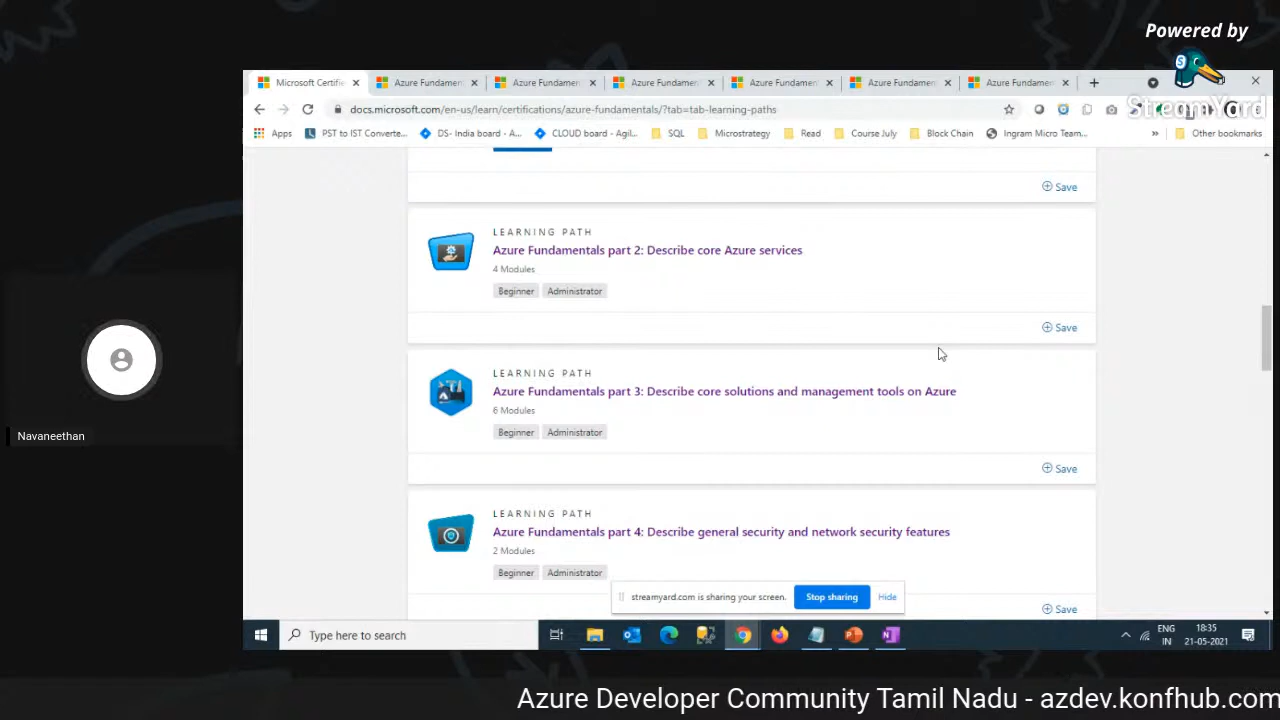 Powered by
StreamYard
Microsoft Certifie
Azure Fundamen
Azure Fundamen
Azure Fundamen
Azure Fundamen
Azure Fundamen
Azure Fundamen
docs.microsoft.com/en-us/learn/certifications/azure-fundamentals/?tab=tab-learning-paths
Apps
PST to IST Converte...
DS- India board - A...
CLOUD board - Agil...
SQL
Microstrategy
Read
Course July
Block Chain
Ingram Micro Team...
»
Other bookmarks
Save
LEARNING PATH
Azure Fundamentals part 2: Describe core Azure services
4 Modules
Beginner Administrator
Save
LEARNING PATH
Azure Fundamentals part 3: Describe core solutions and management tools on Azure
6 Modules
Beginner Administrator
Save
Navaneethan
LEARNING PATH
Azure Fundamentals part 4: Describe general security and network security features
2 Modules
Beginner Administrator
streamyard.com is sharing your screen.
Stop sharing
Hide
Save
Type here to search
ENG
IN
18:35
21-05-2021
Azure Developer Community Tamil Nadu - azdev.konfhub.com